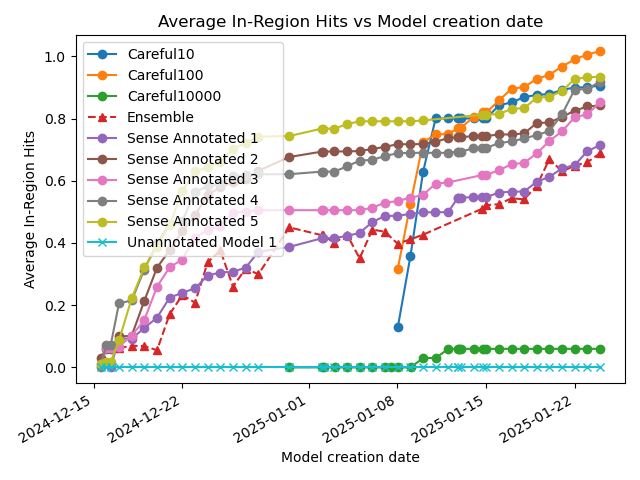 Average In-Region Hits vs Model creation date
Careful10
Careful100
Careful10000
Ensemble
Sense Annotated 1
Sense Annotated 2
Sense Annotated 3
Sense Annotated 4
Sense Annotated 5
Unannotated Model 1
1.0
0.8
0.6
0.4
0.2
0.0
Average In-Region Hits
2024-12-15
2024-12-22
2025-01-01
2025-01-08
2025-01-15
2025-01-22
Model creation date